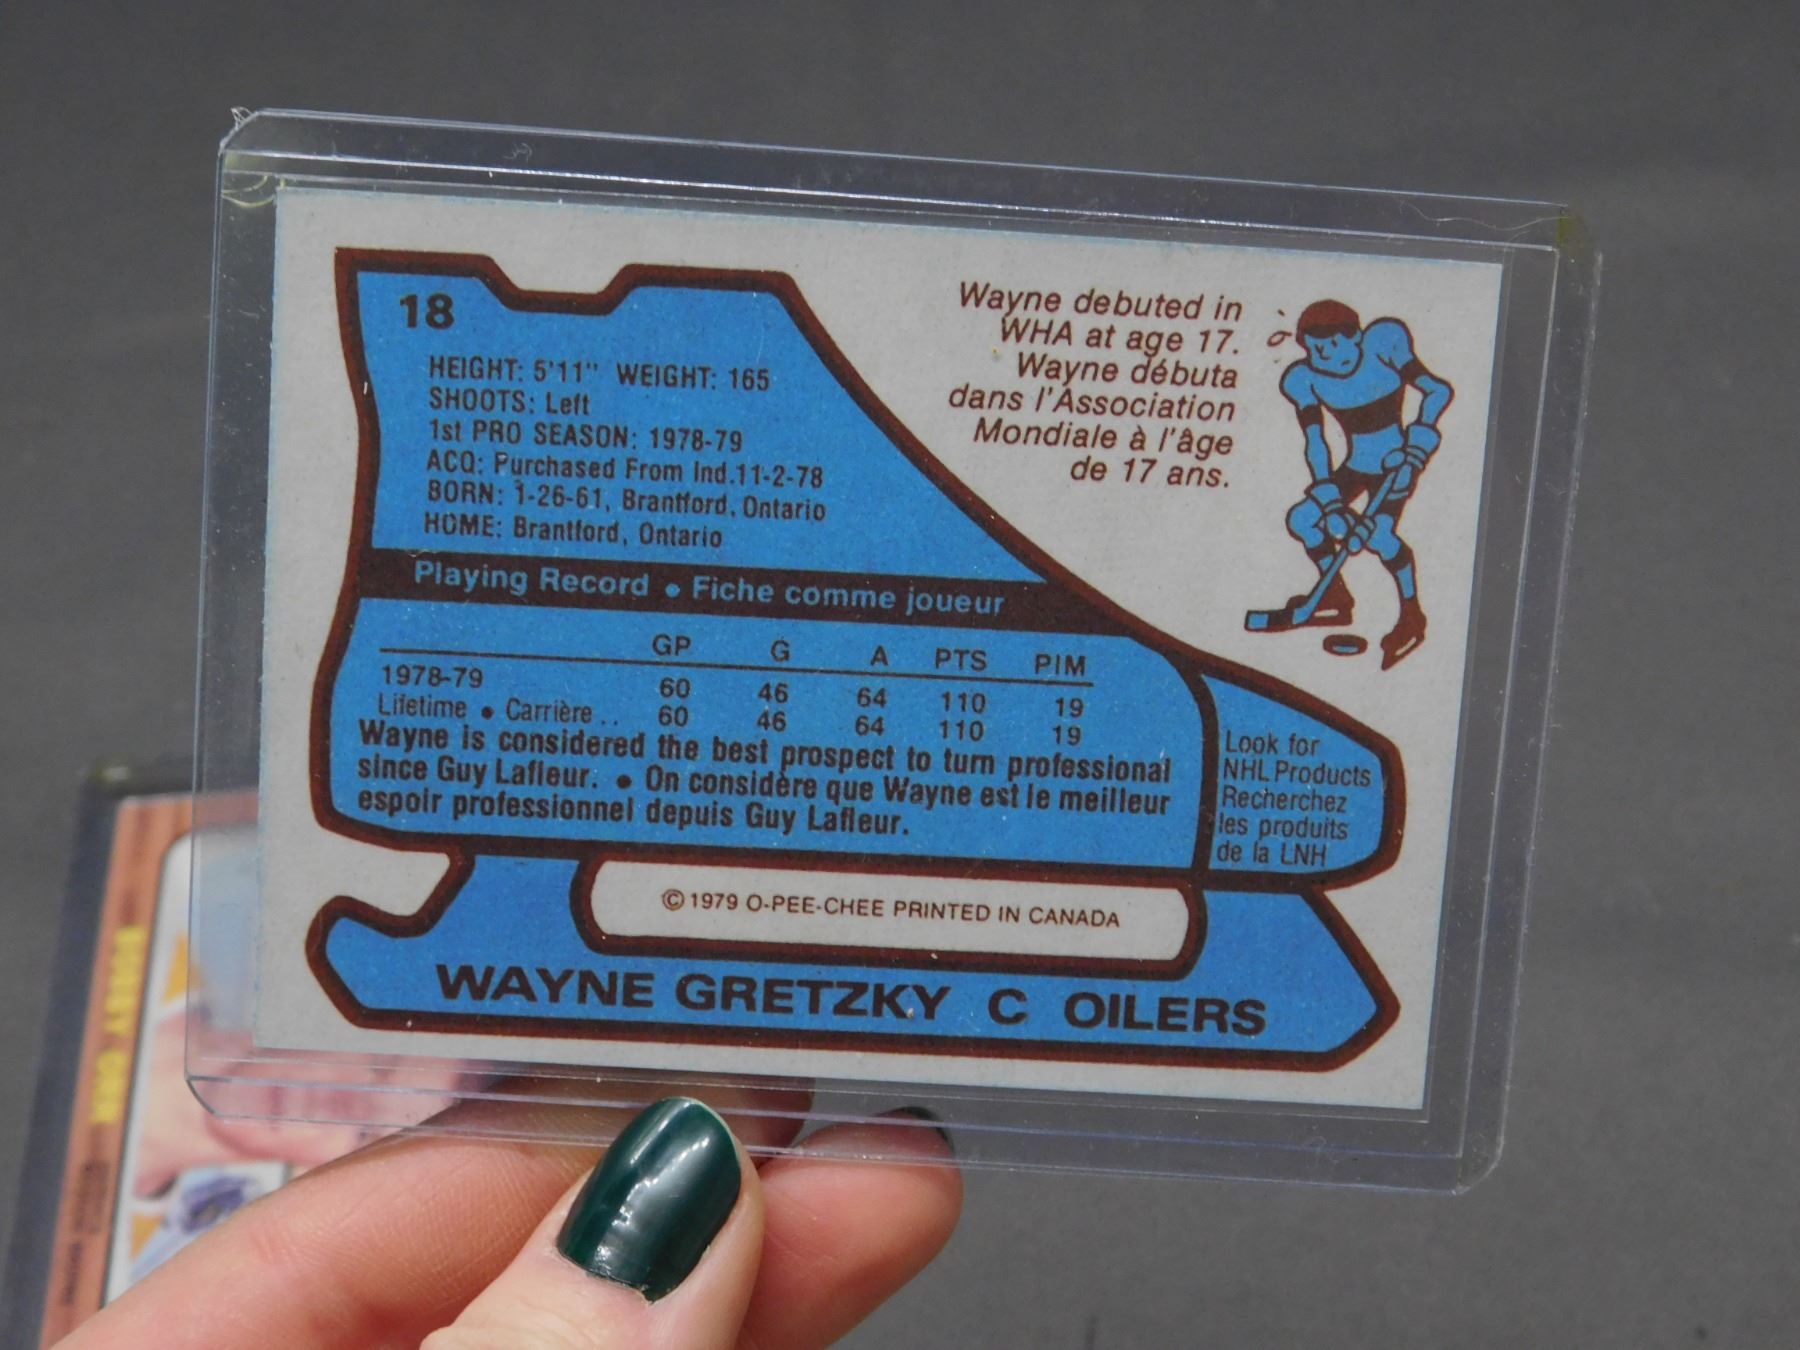 18
HEIGHT: 5'11" WEIGHT: 165
SHOOTS: Left
1st PRO SEASON: 1978-79
ACQ: Purchased From Ind.11-2-78
BORN: 1-26-61, Brantford, Ontario
HOME: Brantford, Ontario
Wayne debuted in
WHA at age 17.
Wayne débuta
dans l'Association
Mondiale à l'âge
de 17 ans.
Playing Record • Fiche comme joueur
GP G A PTS PIM
1978-79 60 46 64 110 19
Lifetime • Carrière .. 60 46 64 110 19
Wayne is considered the best prospect to turn professional
since Guy Lafleur. • On considère que Wayne est le meilleur
espoir professionnel depuis Guy Lafleur.
Look for
NHL Products
Recherchez
les produits
de la LNH
© 1979 O-PEE-CHEE PRINTED IN CANADA
WAYNE GRETZKY C OILERS
BOBBY ORR